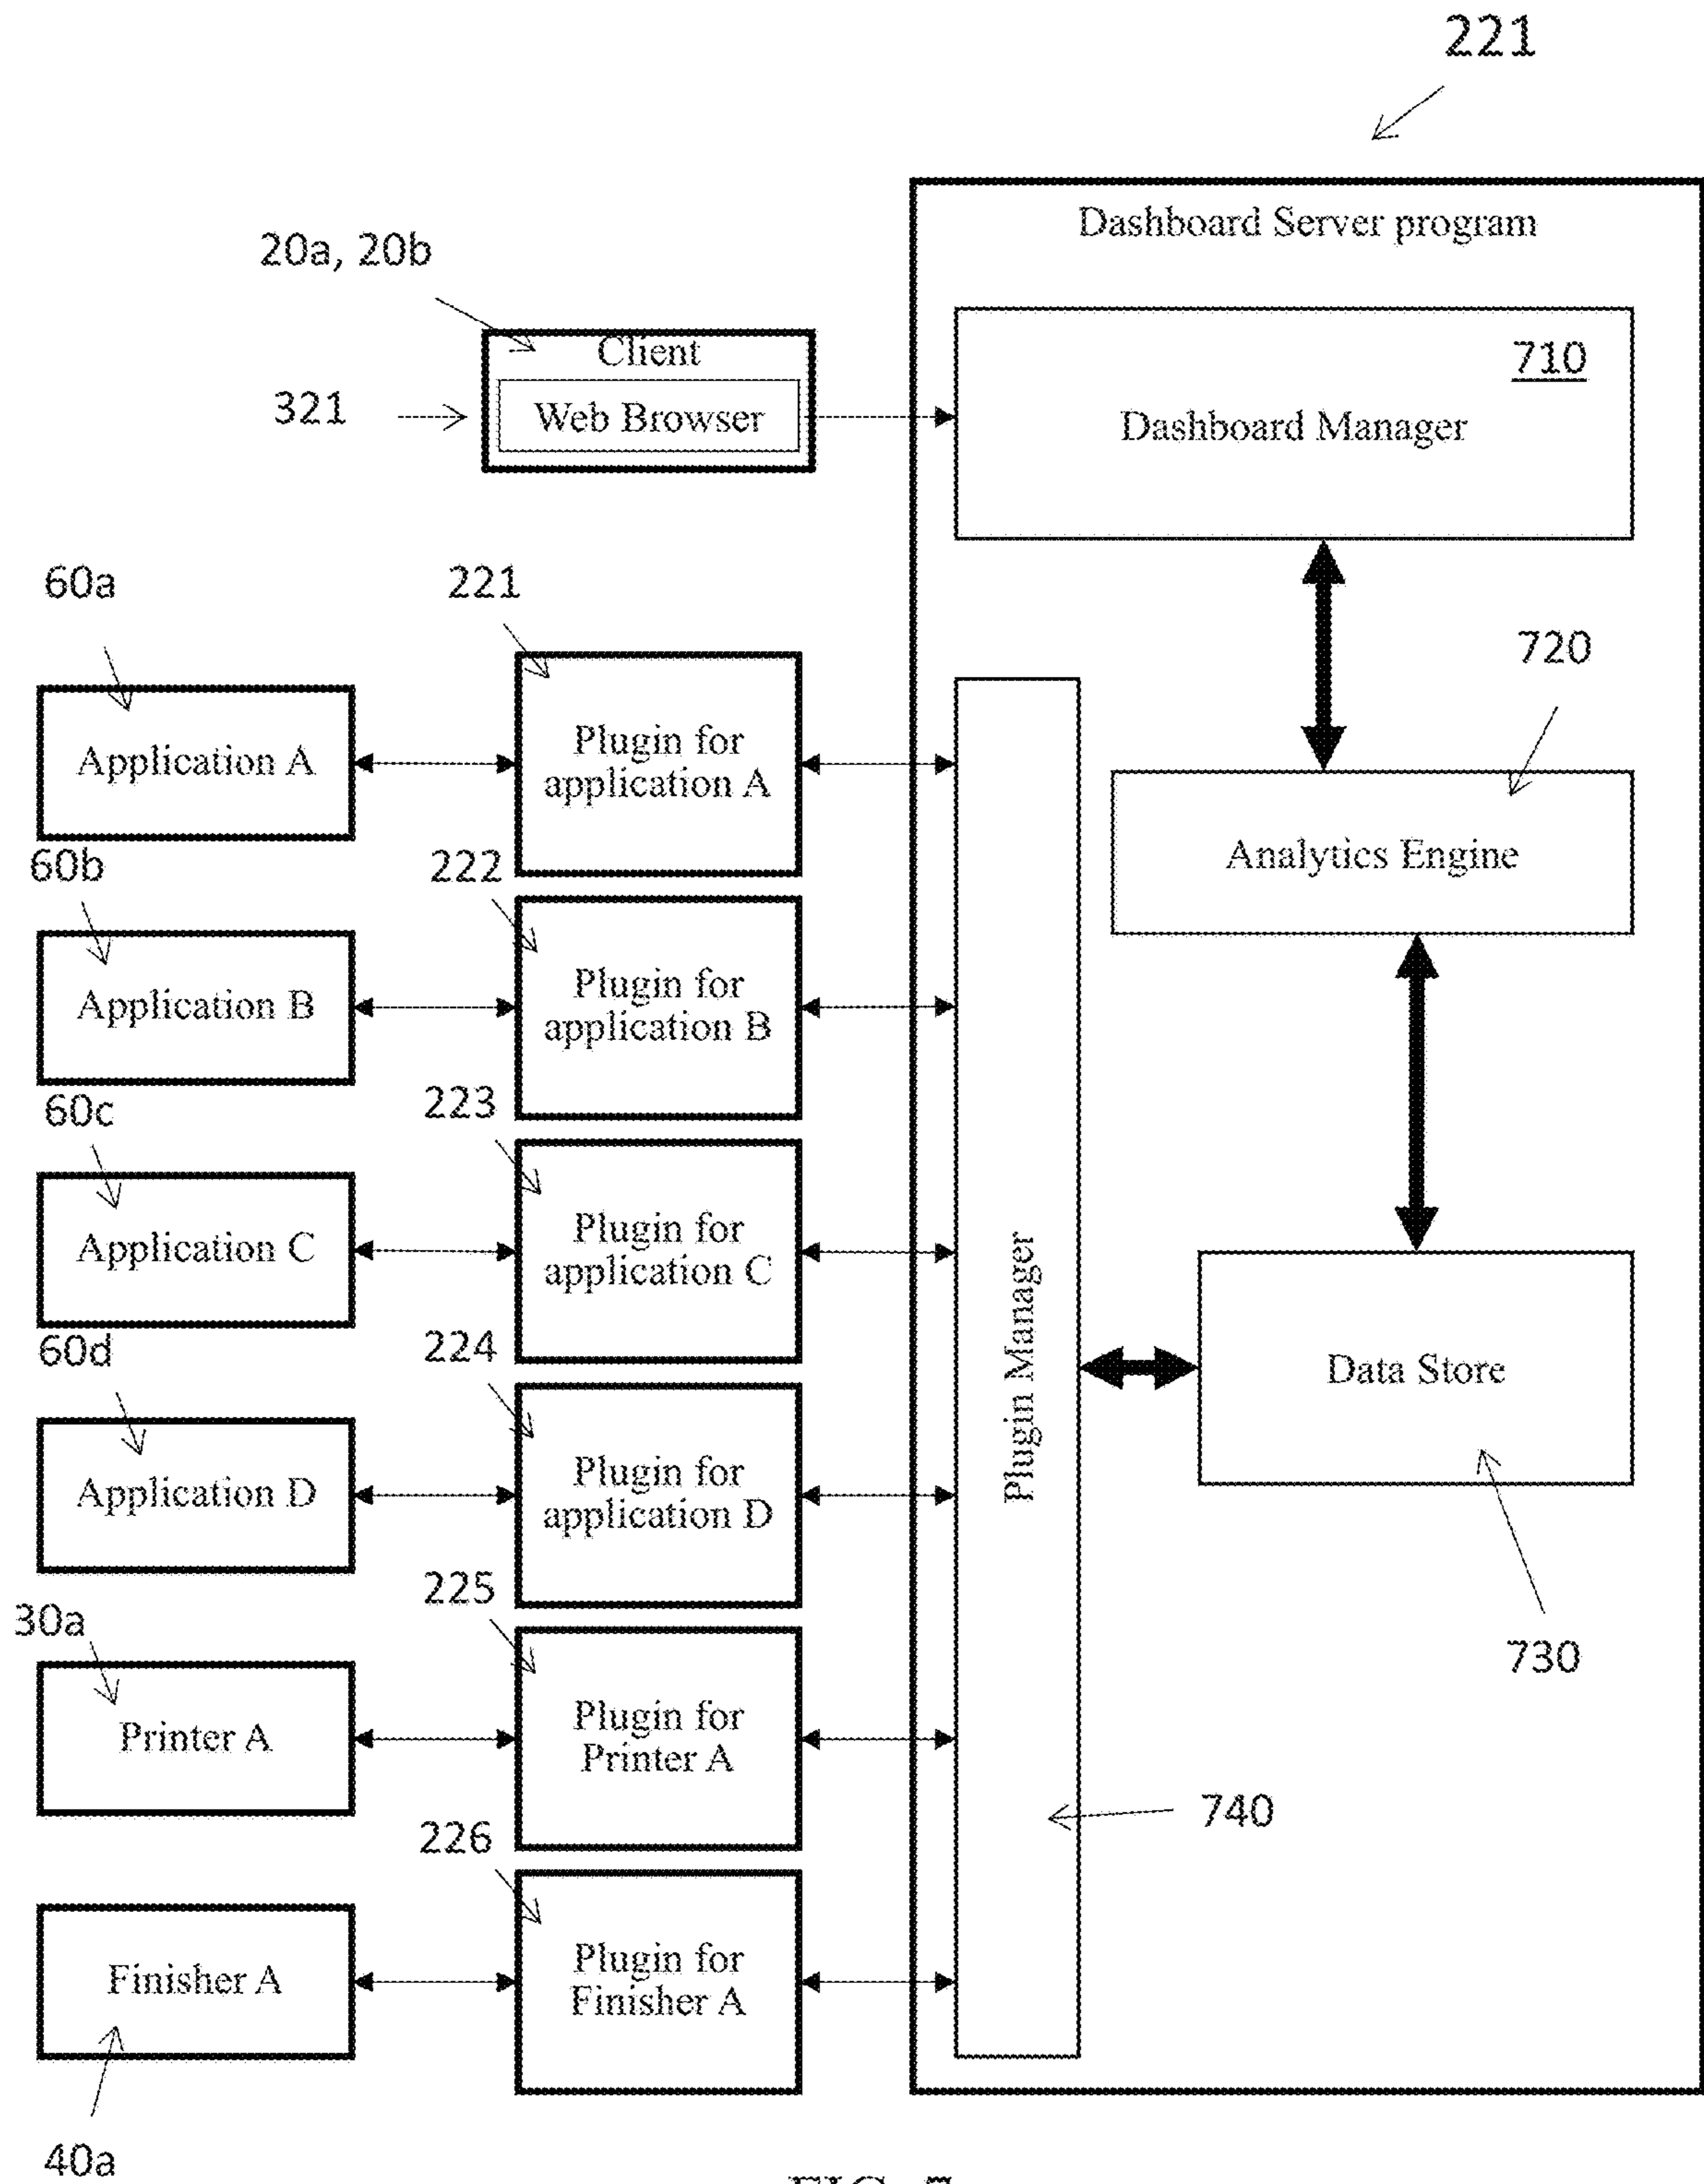 221
Dashboard Server program
20a, 20b
Client
321
Web Browser
710
Dashboard Manager
60a
221
720
Application A
Plugin for
application A
Analytics Engine
60b
222
Application B
Plugin for
application B
60c
223
Application C
Plugin for
application C
Plugin Manager
Data Store
60d
224
Application D
Plugin for
application D
730
30a
225
Printer A
Plugin for
Printer A
740
226
Finisher A
Plugin for
Finisher A
40a